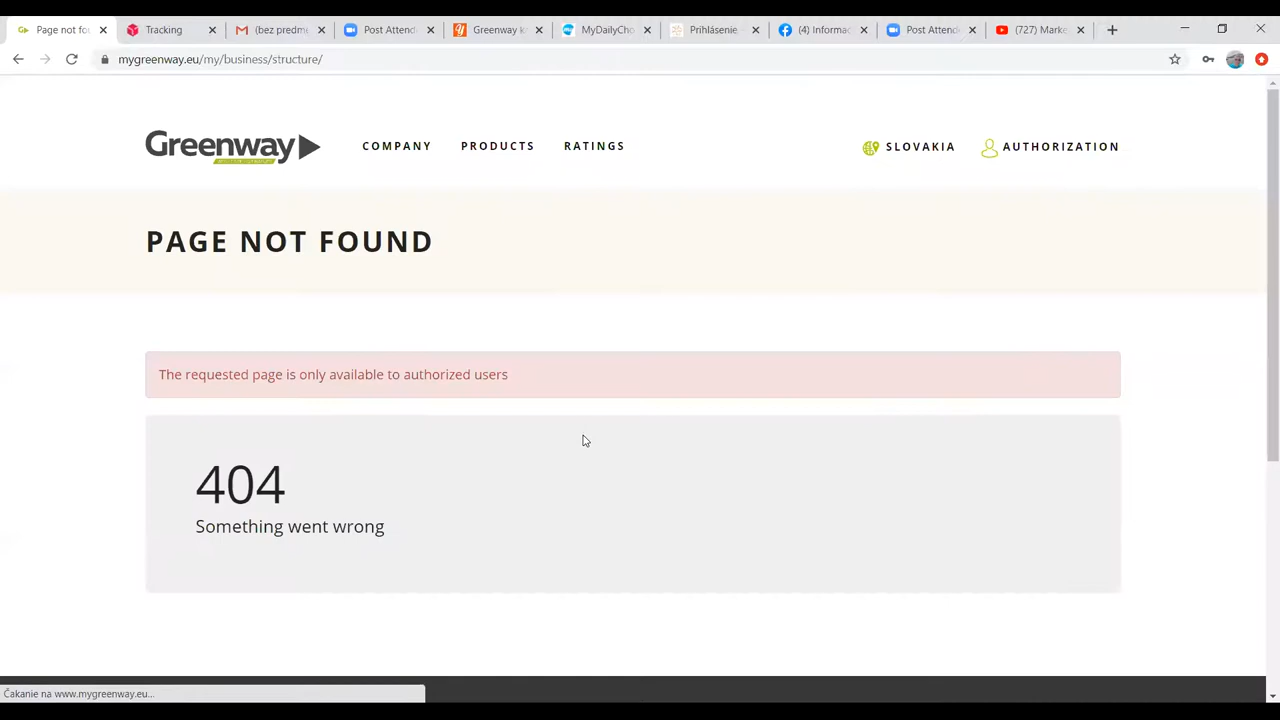 Page not fou
Tracking
(bez predmu
Post Attend
Greenway k
MyDailyCho
Prihlásenie
(4) Informac
Post Attend
(727) Marke
mygreenway.eu/my/business/structure/
Greenway
COMPANY
PRODUCTS
RATINGS
SLOVAKIA
AUTHORIZATION
PAGE NOT FOUND
The requested page is only available to authorized users
404
Something went wrong
Čakanie na www.mygreenway.eu...